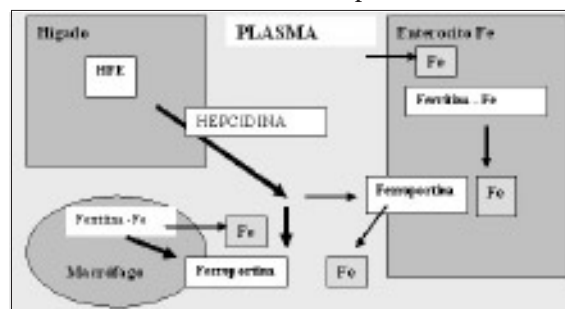 Hígado
PLASMA
Enterocito Fe
HFE
Fe
Ferritina - Fe
HEPCIDINA
Ferroportina
Fe
Ferritina - Fe
Fe
Macrófago
Ferroportina
Fe